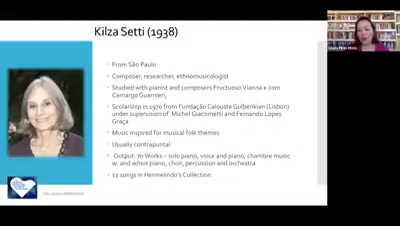 Kilza Setti (1938)
From São Paulo
Composer, researcher, ethnomusicologist
Studied with pianist and composers Fructuoso Vianna e com
Camargo Guarnieri,
Scolarship in 1970 from Fundação Calouste Gulbenkian (Lisbon)
under supervision of Michel Giacometti and Fernando Lopes
Graça
Music inspired for musical folk themes
Usually contrapuntal
Output: 70 Works – solo piano, voice and piano, chambre music
w. and w/out piano, choir, percussion and orchestra
12 songs in Hermelindo's Collection